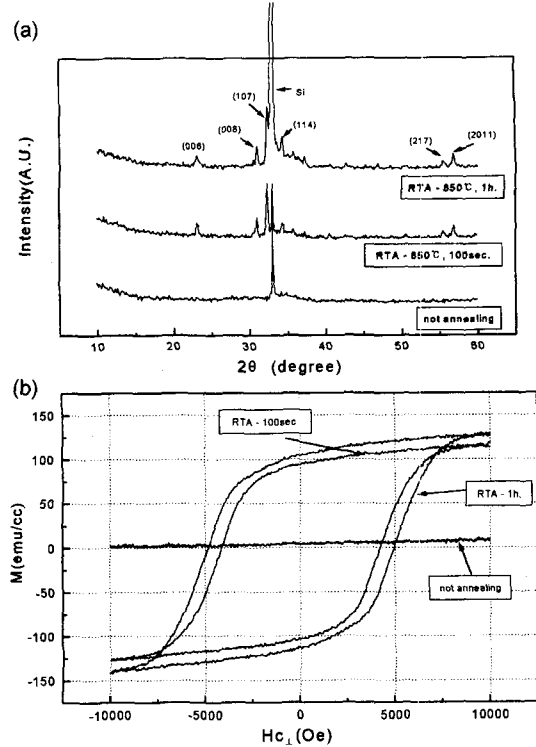 (a)
Intensity(A.U.)
(006)
(008)
(107)
Si
(114)
(217)
(2011)
RTA - 850℃, 1h.
RTA - 850℃, 100sec.
not annealing
10 20 30 40 50 60
2θ (degree)
(b)
M(emu/cc)
150
100
50
0
-50
-100
-150
RTA - 100sec
RTA - 1h.
not annealing
-10000 -5000 0 5000 10000
Hc⊥(Oe)